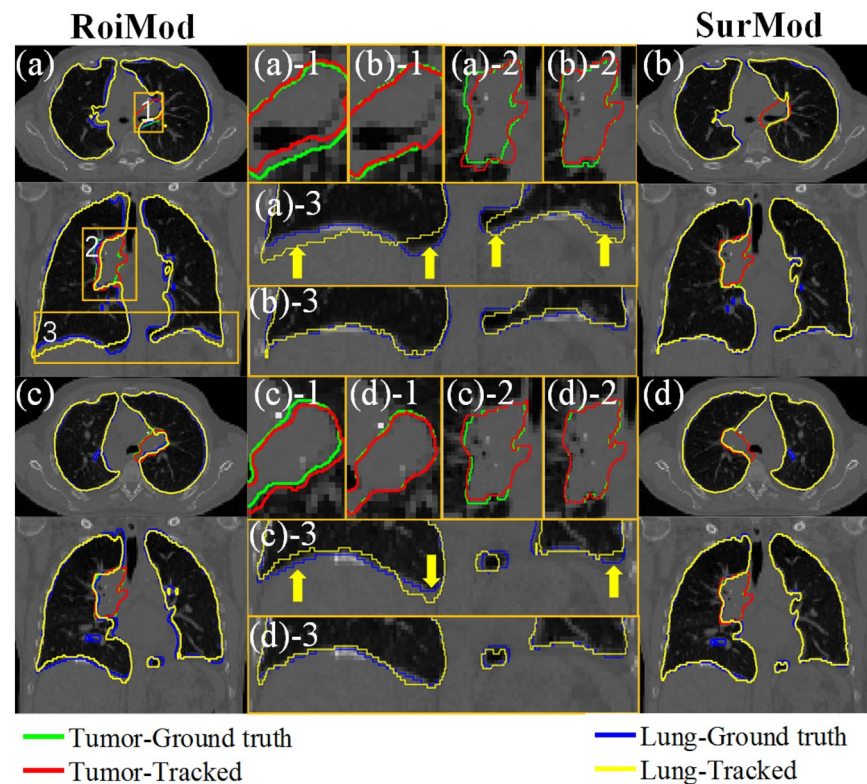 RoiMod
SurMod
(a)
(a)-1
(b)-1
(a)-2
(b)-2
(b)
1
(a)-3
2
(b)-3
3
(c)
(c)-1
(d)-1
(c)-2
(d)-2
(d)
(c)-3
(d)-3
Tumor-Ground truth
Lung-Ground truth
Tumor-Tracked
Lung-Tracked